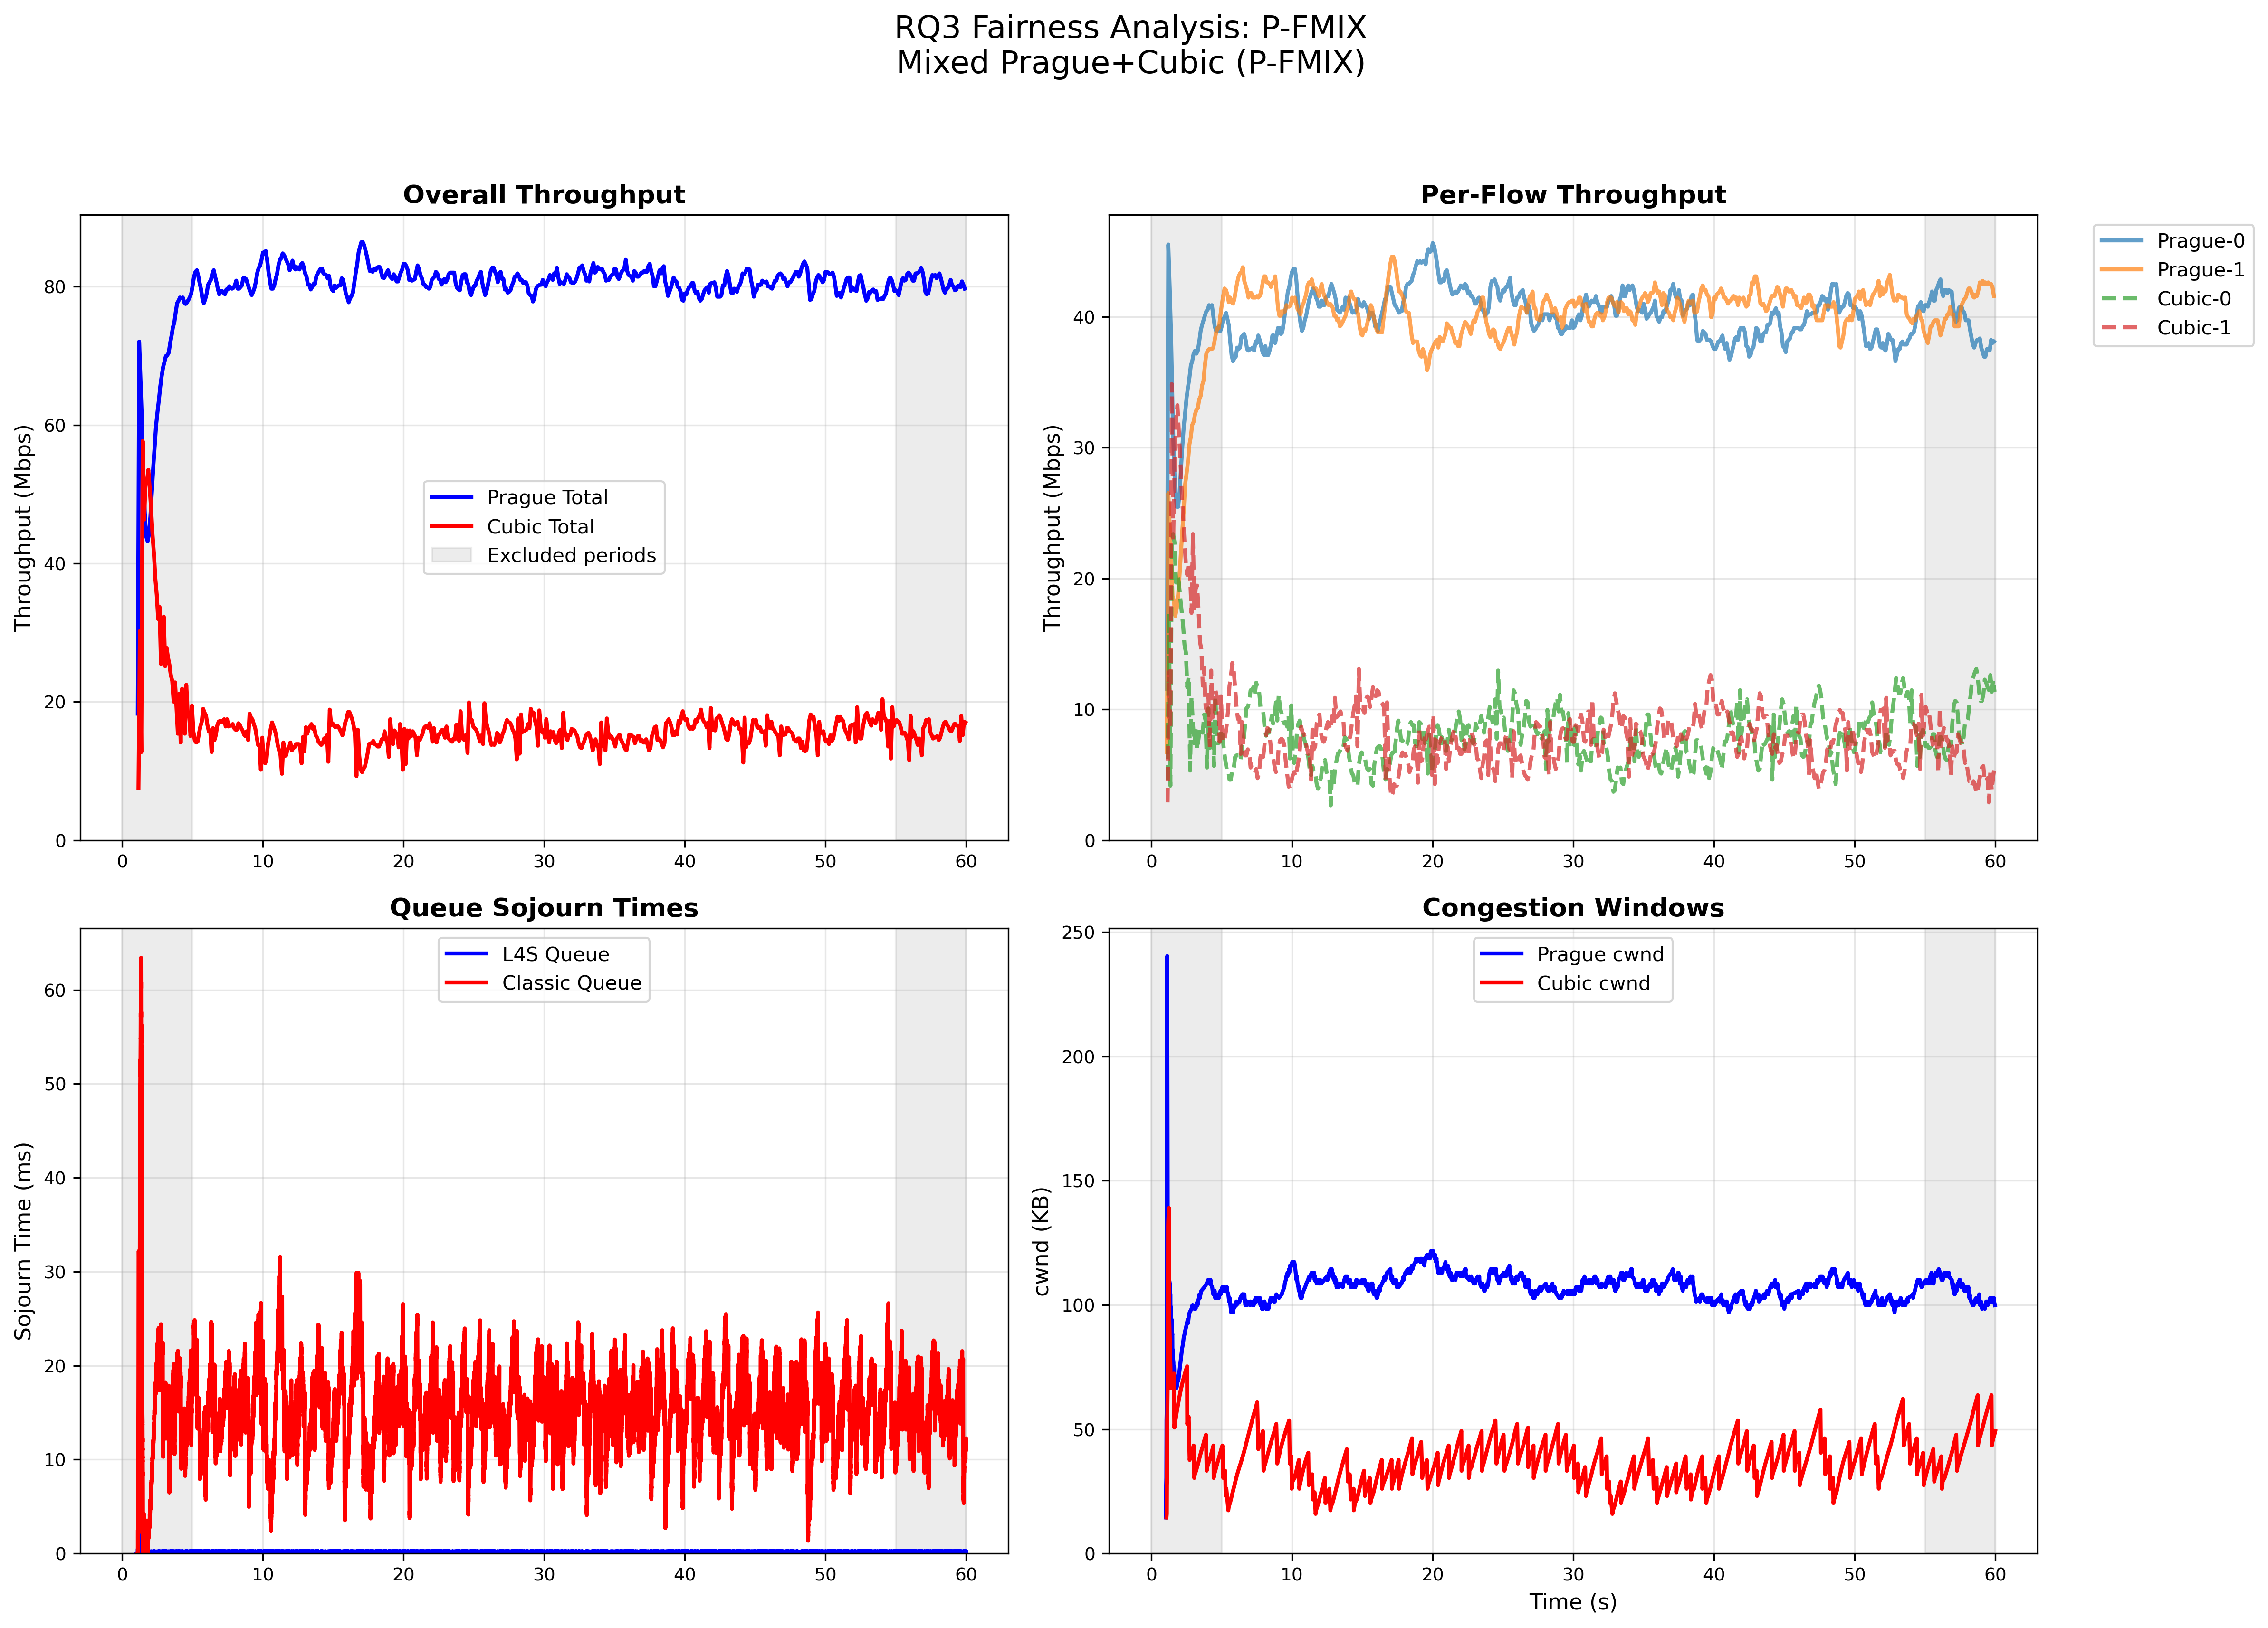 RQ3 Fairness Analysis: P-FMIX
Mixed Prague+Cubic (P-FMIX)
Overall Throughput
Throughput (Mbps)
80
60
40
20
0
0 10 20 30 40 50 60
Prague Total
Cubic Total
Excluded periods
Per-Flow Throughput
Throughput (Mbps)
40
30
20
10
0
0 10 20 30 40 50 60
Prague-0
Prague-1
Cubic-0
Cubic-1
Queue Sojourn Times
Sojourn Time (ms)
60
50
40
30
20
10
0
0 10 20 30 40 50 60
L4S Queue
Classic Queue
Congestion Windows
cwnd (KB)
250
200
150
100
50
0
0 10 20 30 40 50 60
Time (s)
Prague cwnd
Cubic cwnd